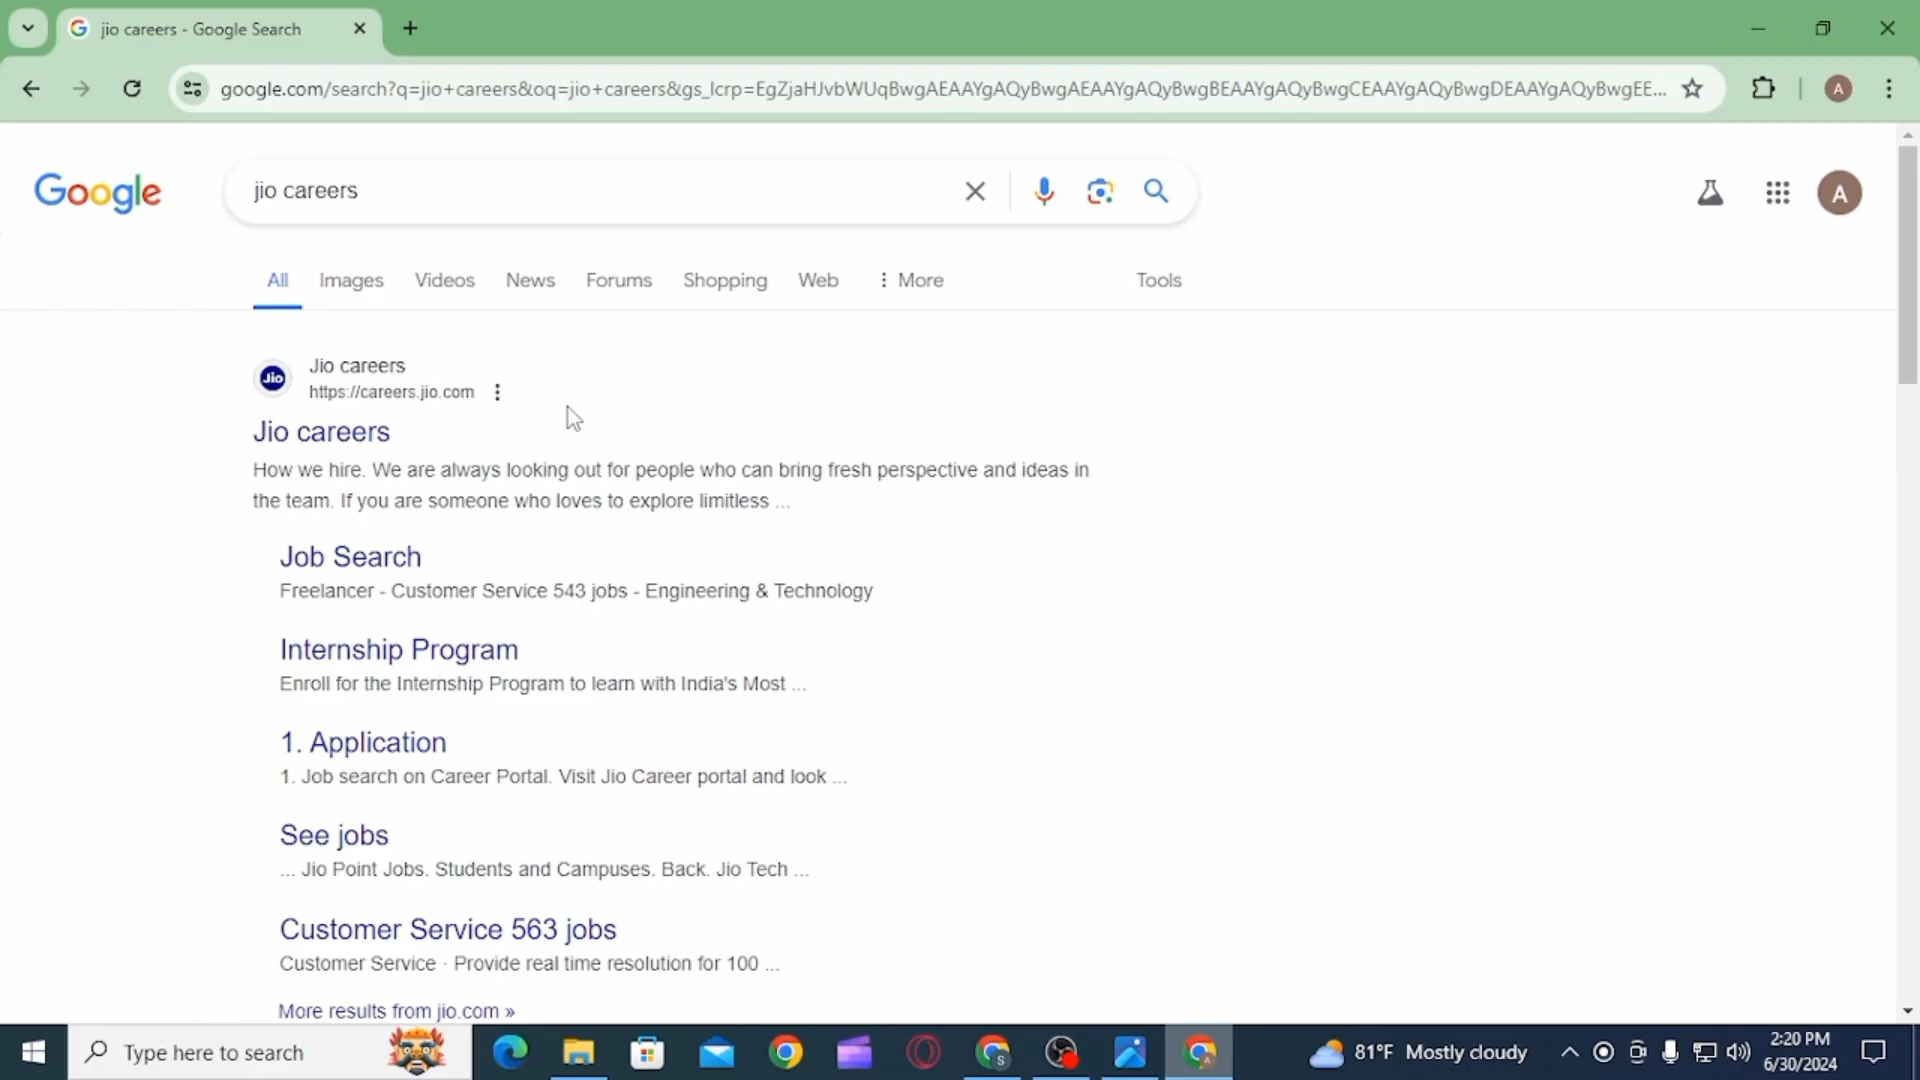 jio careers - Google Search
google.com/search?q=jio+careers&oq=jio+careers&gs_lcrp=EgZjaHJvbWUqBwgAEAAYgAQyBwgAEAAYgAQyBwgBEAAYgAQyBwgCEAAYgAQyBwgDEAAYgAQyBwgEE...
A
Google
jio careers
A
All
Images
Videos
News
Forums
Shopping
Web
More
Tools
Jio
Jio careers
https://careers.jio.com
Jio careers
How we hire. We are always looking out for people who can bring fresh perspective and ideas in
the team. If you are someone who loves to explore limitless ...
Job Search
Freelancer - Customer Service 543 jobs - Engineering & Technology
Internship Program
Enroll for the Internship Program to learn with India's Most ...
1. Application
1. Job search on Career Portal. Visit Jio Career portal and look ...
See jobs
... Jio Point Jobs. Students and Campuses. Back. Jio Tech ...
Customer Service 563 jobs
Customer Service · Provide real time resolution for 100 ...
More results from jio.com »
Type here to search
S
A
81°F Mostly cloudy
2:20 PM
6/30/2024